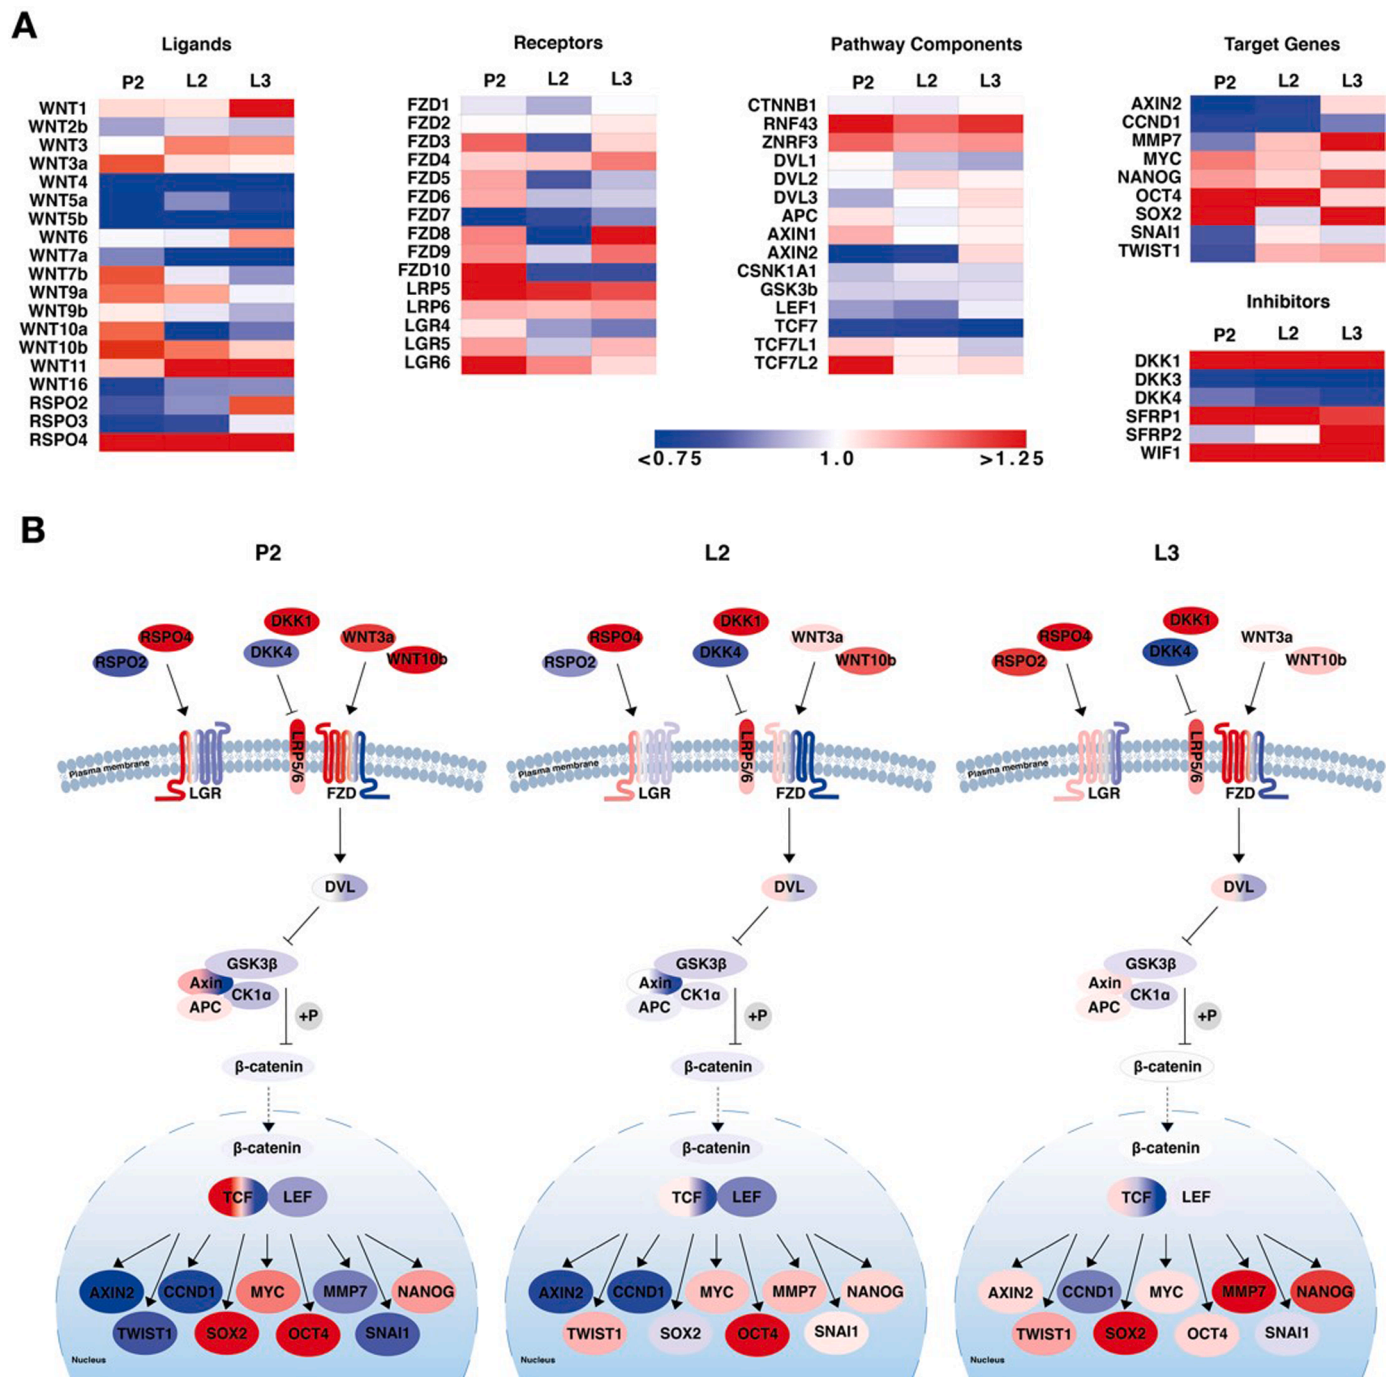 A
Ligands
P2 L2 L3
WNT1
WNT2b
WNT3
WNT3a
WNT4
WNT5a
WNT5b
WNT6
WNT7a
WNT7b
WNT9a
WNT9b
WNT10a
WNT10b
WNT11
WNT16
RSPO2
RSPO3
RSPO4
Receptors
P2 L2 L3
FZD1
FZD2
FZD3
FZD4
FZD5
FZD6
FZD7
FZD8
FZD9
FZD10
LRP5
LRP6
LGR4
LGR5
LGR6
Pathway Components
P2 L2 L3
CTNNB1
RNF43
ZNRF3
DVL1
DVL2
DVL3
APC
AXIN1
AXIN2
CSNK1A1
GSK3b
LEF1
TCF7
TCF7L1
TCF7L2
Target Genes
P2 L2 L3
AXIN2
CCND1
MMP7
MYC
NANOG
OCT4
SOX2
SNAI1
TWIST1
Inhibitors
P2 L2 L3
DKK1
DKK3
DKK4
SFRP1
SFRP2
WIF1
<0.75 1.0 >1.25
B
P2
RSPO4
RSPO2
DKK1
DKK4
WNT3a
WNT10b
Plasma membrane
LGR
LRP5/6
FZD
DVL
GSK3β
Axin
CK1α
APC
+P
β-catenin
β-catenin
TCF LEF
AXIN2 CCND1 MYC MMP7 NANOG
TWIST1 SOX2 OCT4 SNAI1
Nucleus
L2
RSPO4
RSPO2
DKK1
DKK4
WNT3a
WNT10b
Plasma membrane
LGR
LRP5/6
FZD
DVL
GSK3β
Axin
CK1α
APC
+P
β-catenin
β-catenin
TCF LEF
AXIN2 CCND1 MYC MMP7 NANOG
TWIST1 SOX2 OCT4 SNAI1
Nucleus
L3
RSPO4
RSPO2
DKK1
DKK4
WNT3a
WNT10b
Plasma membrane
LGR
LRP5/6
FZD
DVL
GSK3β
Axin
CK1α
APC
+P
β-catenin
β-catenin
TCF LEF
AXIN2 CCND1 MYC MMP7 NANOG
TWIST1 SOX2 OCT4 SNAI1
Nucleus